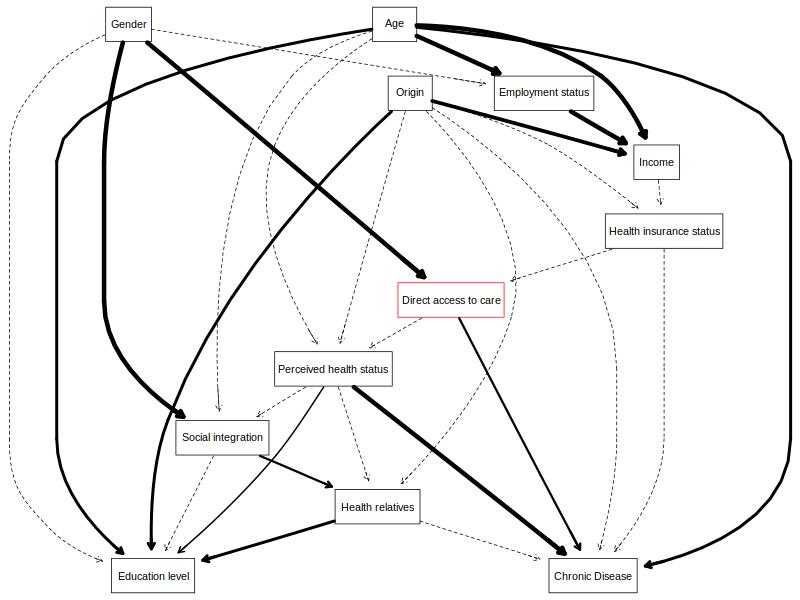 Gender
Age
Origin
Employment status
Income
Health insurance status
Direct access to care
Perceived health status
Social integration
Health relatives
Education level
Chronic Disease